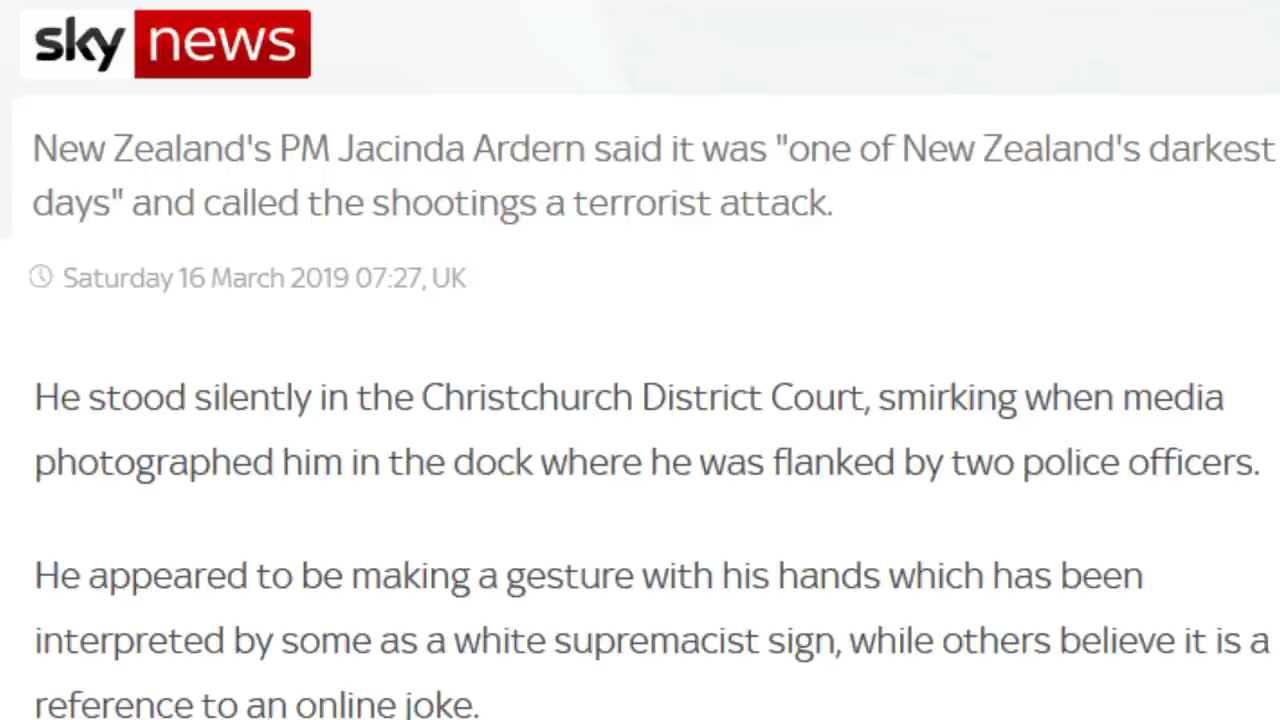 sky news
New Zealand's PM Jacinda Ardern said it was "one of New Zealand's darkest
days" and called the shootings a terrorist attack.
Saturday 16 March 2019 07:27, UK
He stood silently in the Christchurch District Court, smirking when media
photographed him in the dock where he was flanked by two police officers.
He appeared to be making a gesture with his hands which has been
interpreted by some as a white supremacist sign, while others believe it is a
reference to an online joke.